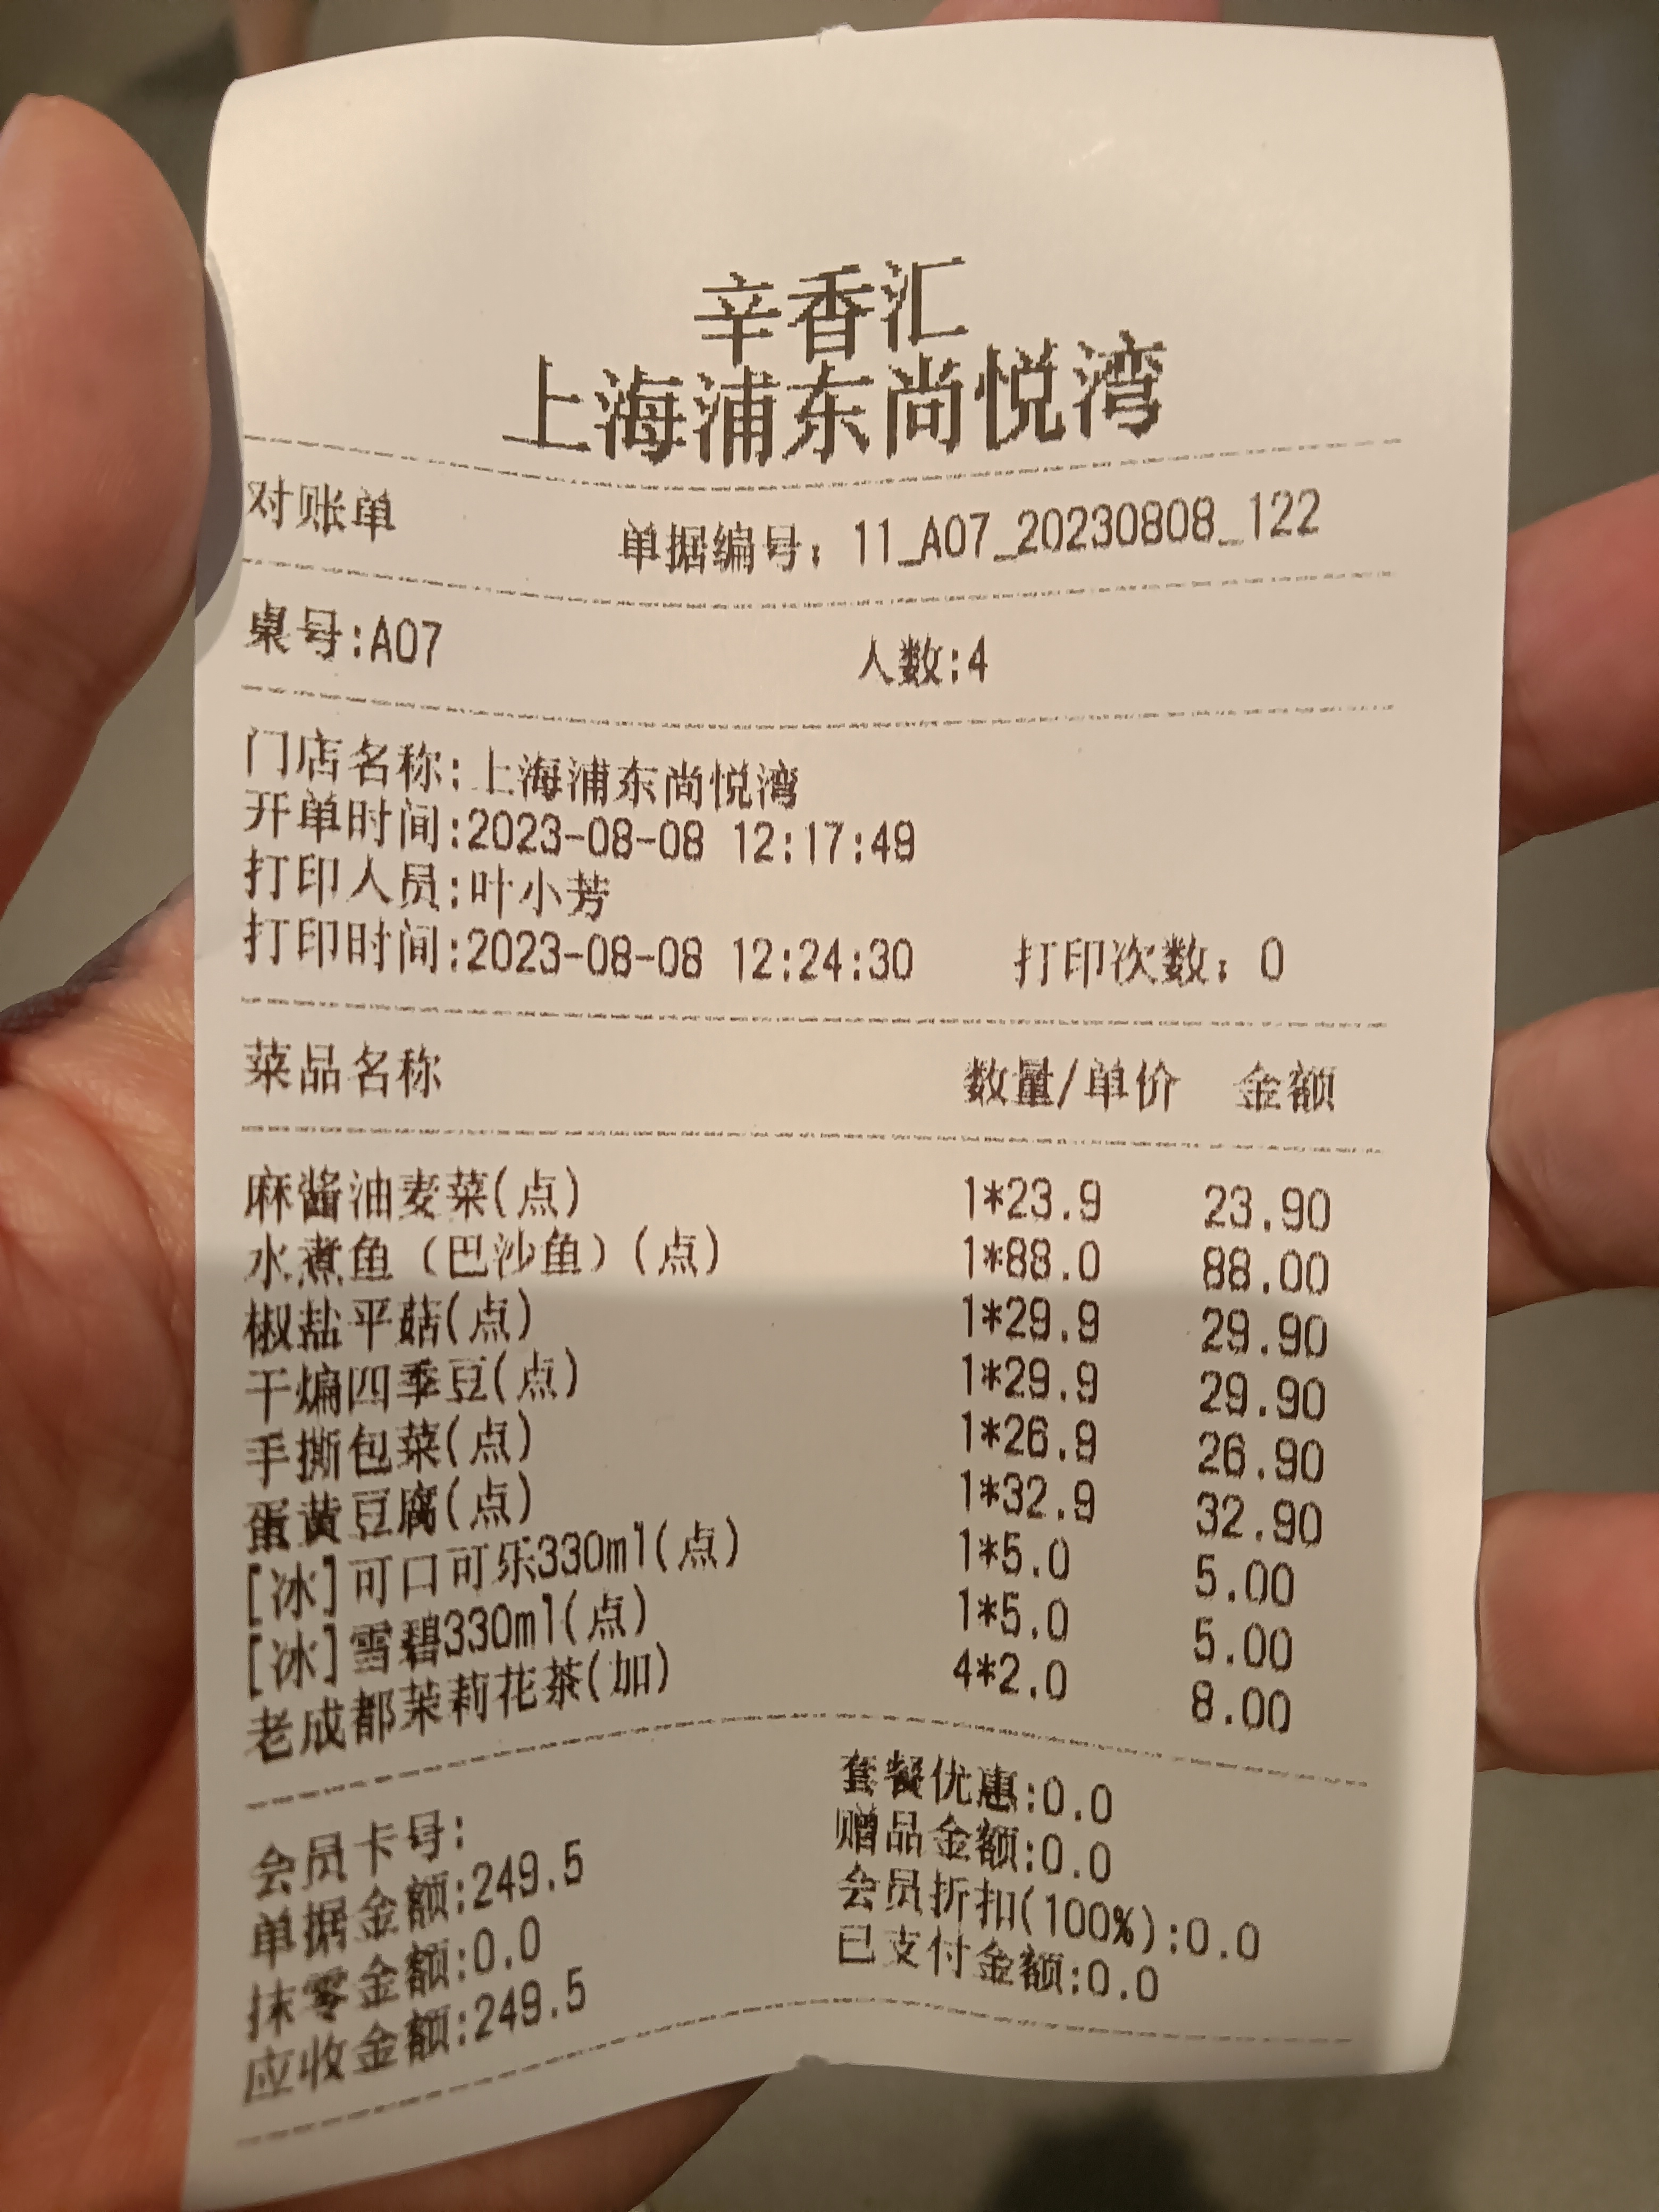 辛香汇
上海浦东尚悦湾
对账单 单据编号：11_A07_20230808_122
桌号:A07 人数:4
门店名称:上海浦东尚悦湾
开单时间:2023-08-08 12:17:49
打印人员:叶小芳
打印时间:2023-08-08 12:24:30 打印次数：0
菜品名称 数量/单价 金额
麻酱油麦菜(点) 1*23.9 23.90
水煮鱼（巴沙鱼）(点) 1*88.0 88.00
椒盐平菇(点) 1*29.9 29.90
干煸四季豆(点) 1*29.9 29.90
手撕包菜(点) 1*26.9 26.90
蛋黄豆腐(点) 1*32.9 32.90
[冰]可口可乐330ml(点) 1*5.0 5.00
[冰]雪碧330ml(点) 1*5.0 5.00
老成都茉莉花茶(加) 4*2.0 8.00
会员卡号: 套餐优惠:0.0
单据金额:249.5 赠品金额:0.0
抹零金额:0.0 会员折扣(100%):0.0
应收金额:249.5 已支付金额:0.0